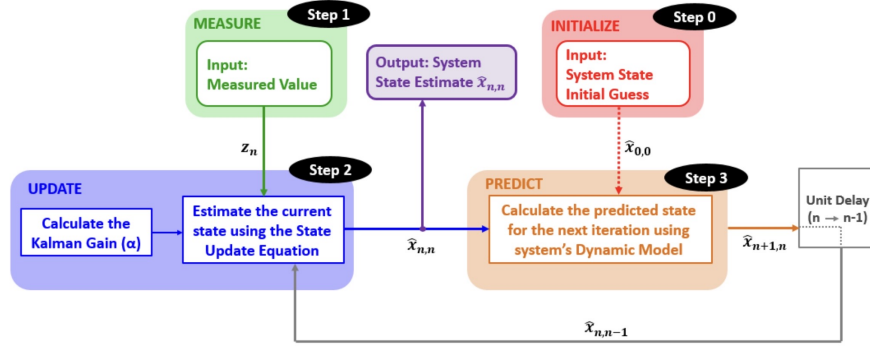 MEASURE
Step 1
Input:
Measured Value
Output: System
State Estimate x̂n,n
INITIALIZE
Step 0
Input:
System State
Initial Guess
zn
x̂0,0
UPDATE
Step 2
Calculate the
Kalman Gain (α)
Estimate the current
state using the State
Update Equation
x̂n,n
PREDICT
Step 3
Calculate the predicted state
for the next iteration using
system's Dynamic Model
x̂n+1,n
Unit Delay
(n → n-1)
x̂n,n−1